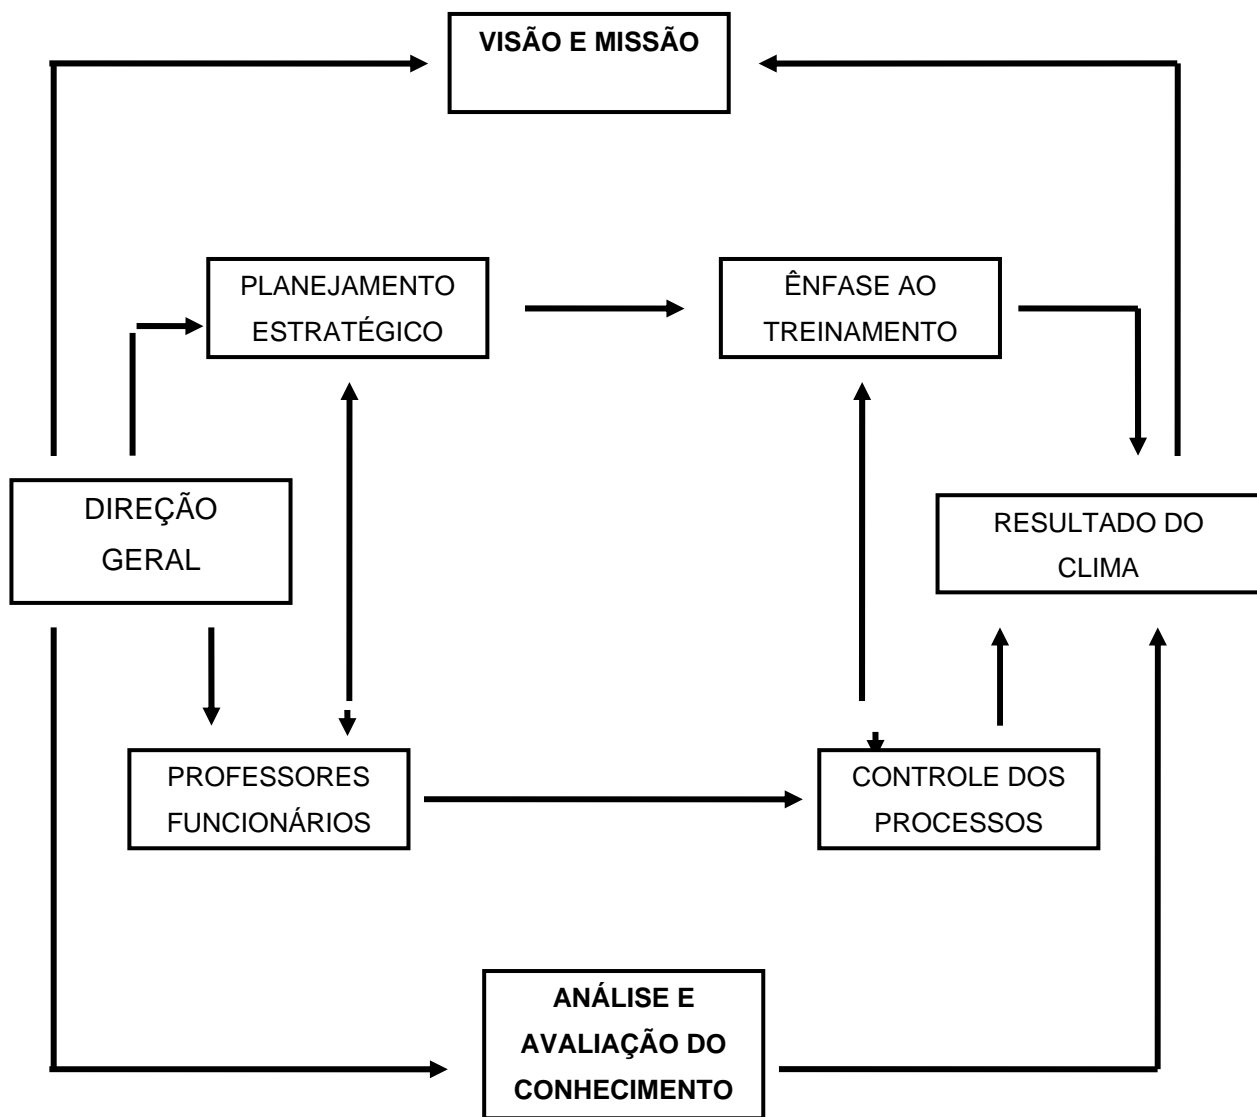 VISÃO E MISSÃO
PLANEJAMENTO
ESTRATÉGICO
ÊNFASE AO
TREINAMENTO
DIREÇÃO
GERAL
RESULTADO DO
CLIMA
PROFESSORES
FUNCIONÁRIOS
CONTROLE DOS
PROCESSOS
ANÁLISE E
AVALIAÇÃO DO
CONHECIMENTO